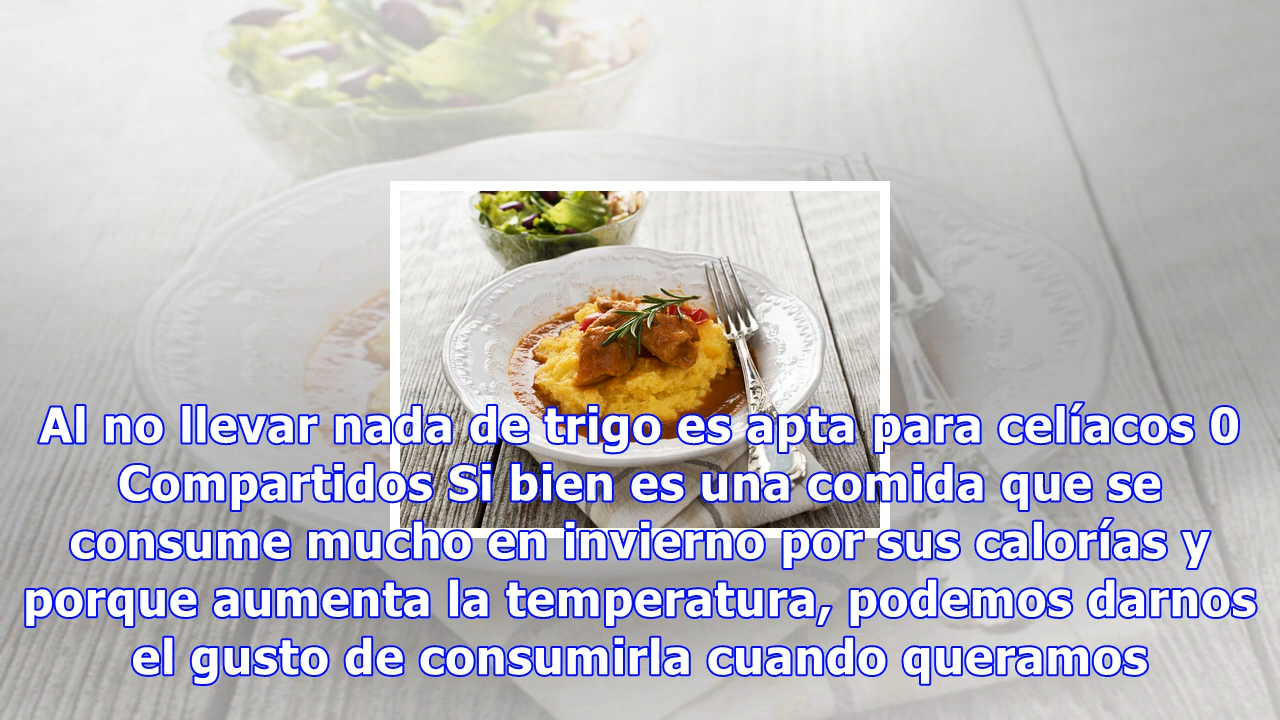 Al no llevar nada de trigo es apta para celíacos 0
Compartidos Si bien es una comida que se
consume mucho en invierno por sus calorías y
porque aumenta la temperatura, podemos darnos
el gusto de consumirla cuando queramos